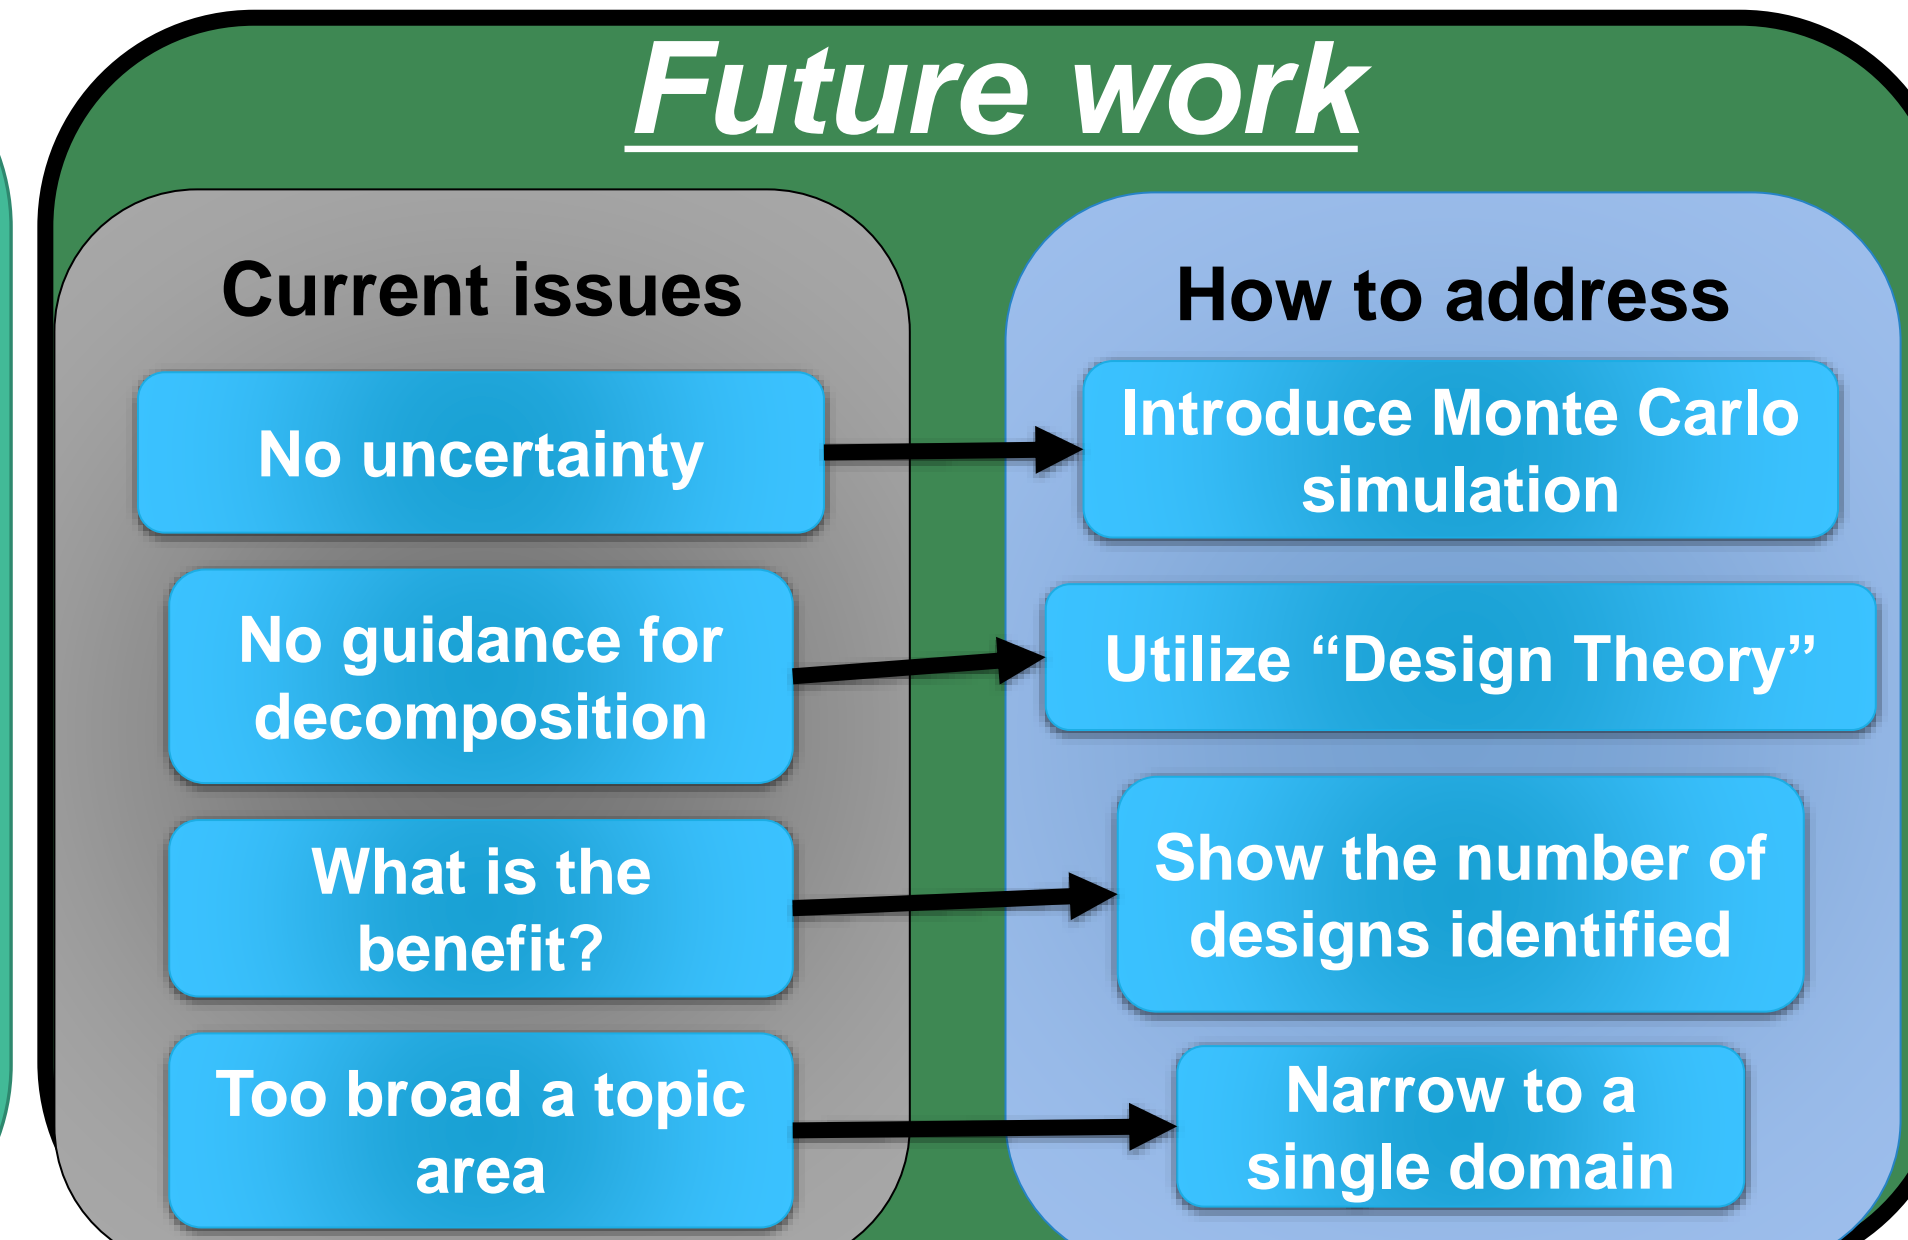 Future work
Current issues
No uncertainty
No guidance for
decomposition
What is the
benefit?
Too broad a topic
area
How to address
Introduce Monte Carlo
simulation
Utilize “Design Theory”
Show the number of
designs identified
Narrow to a
single domain